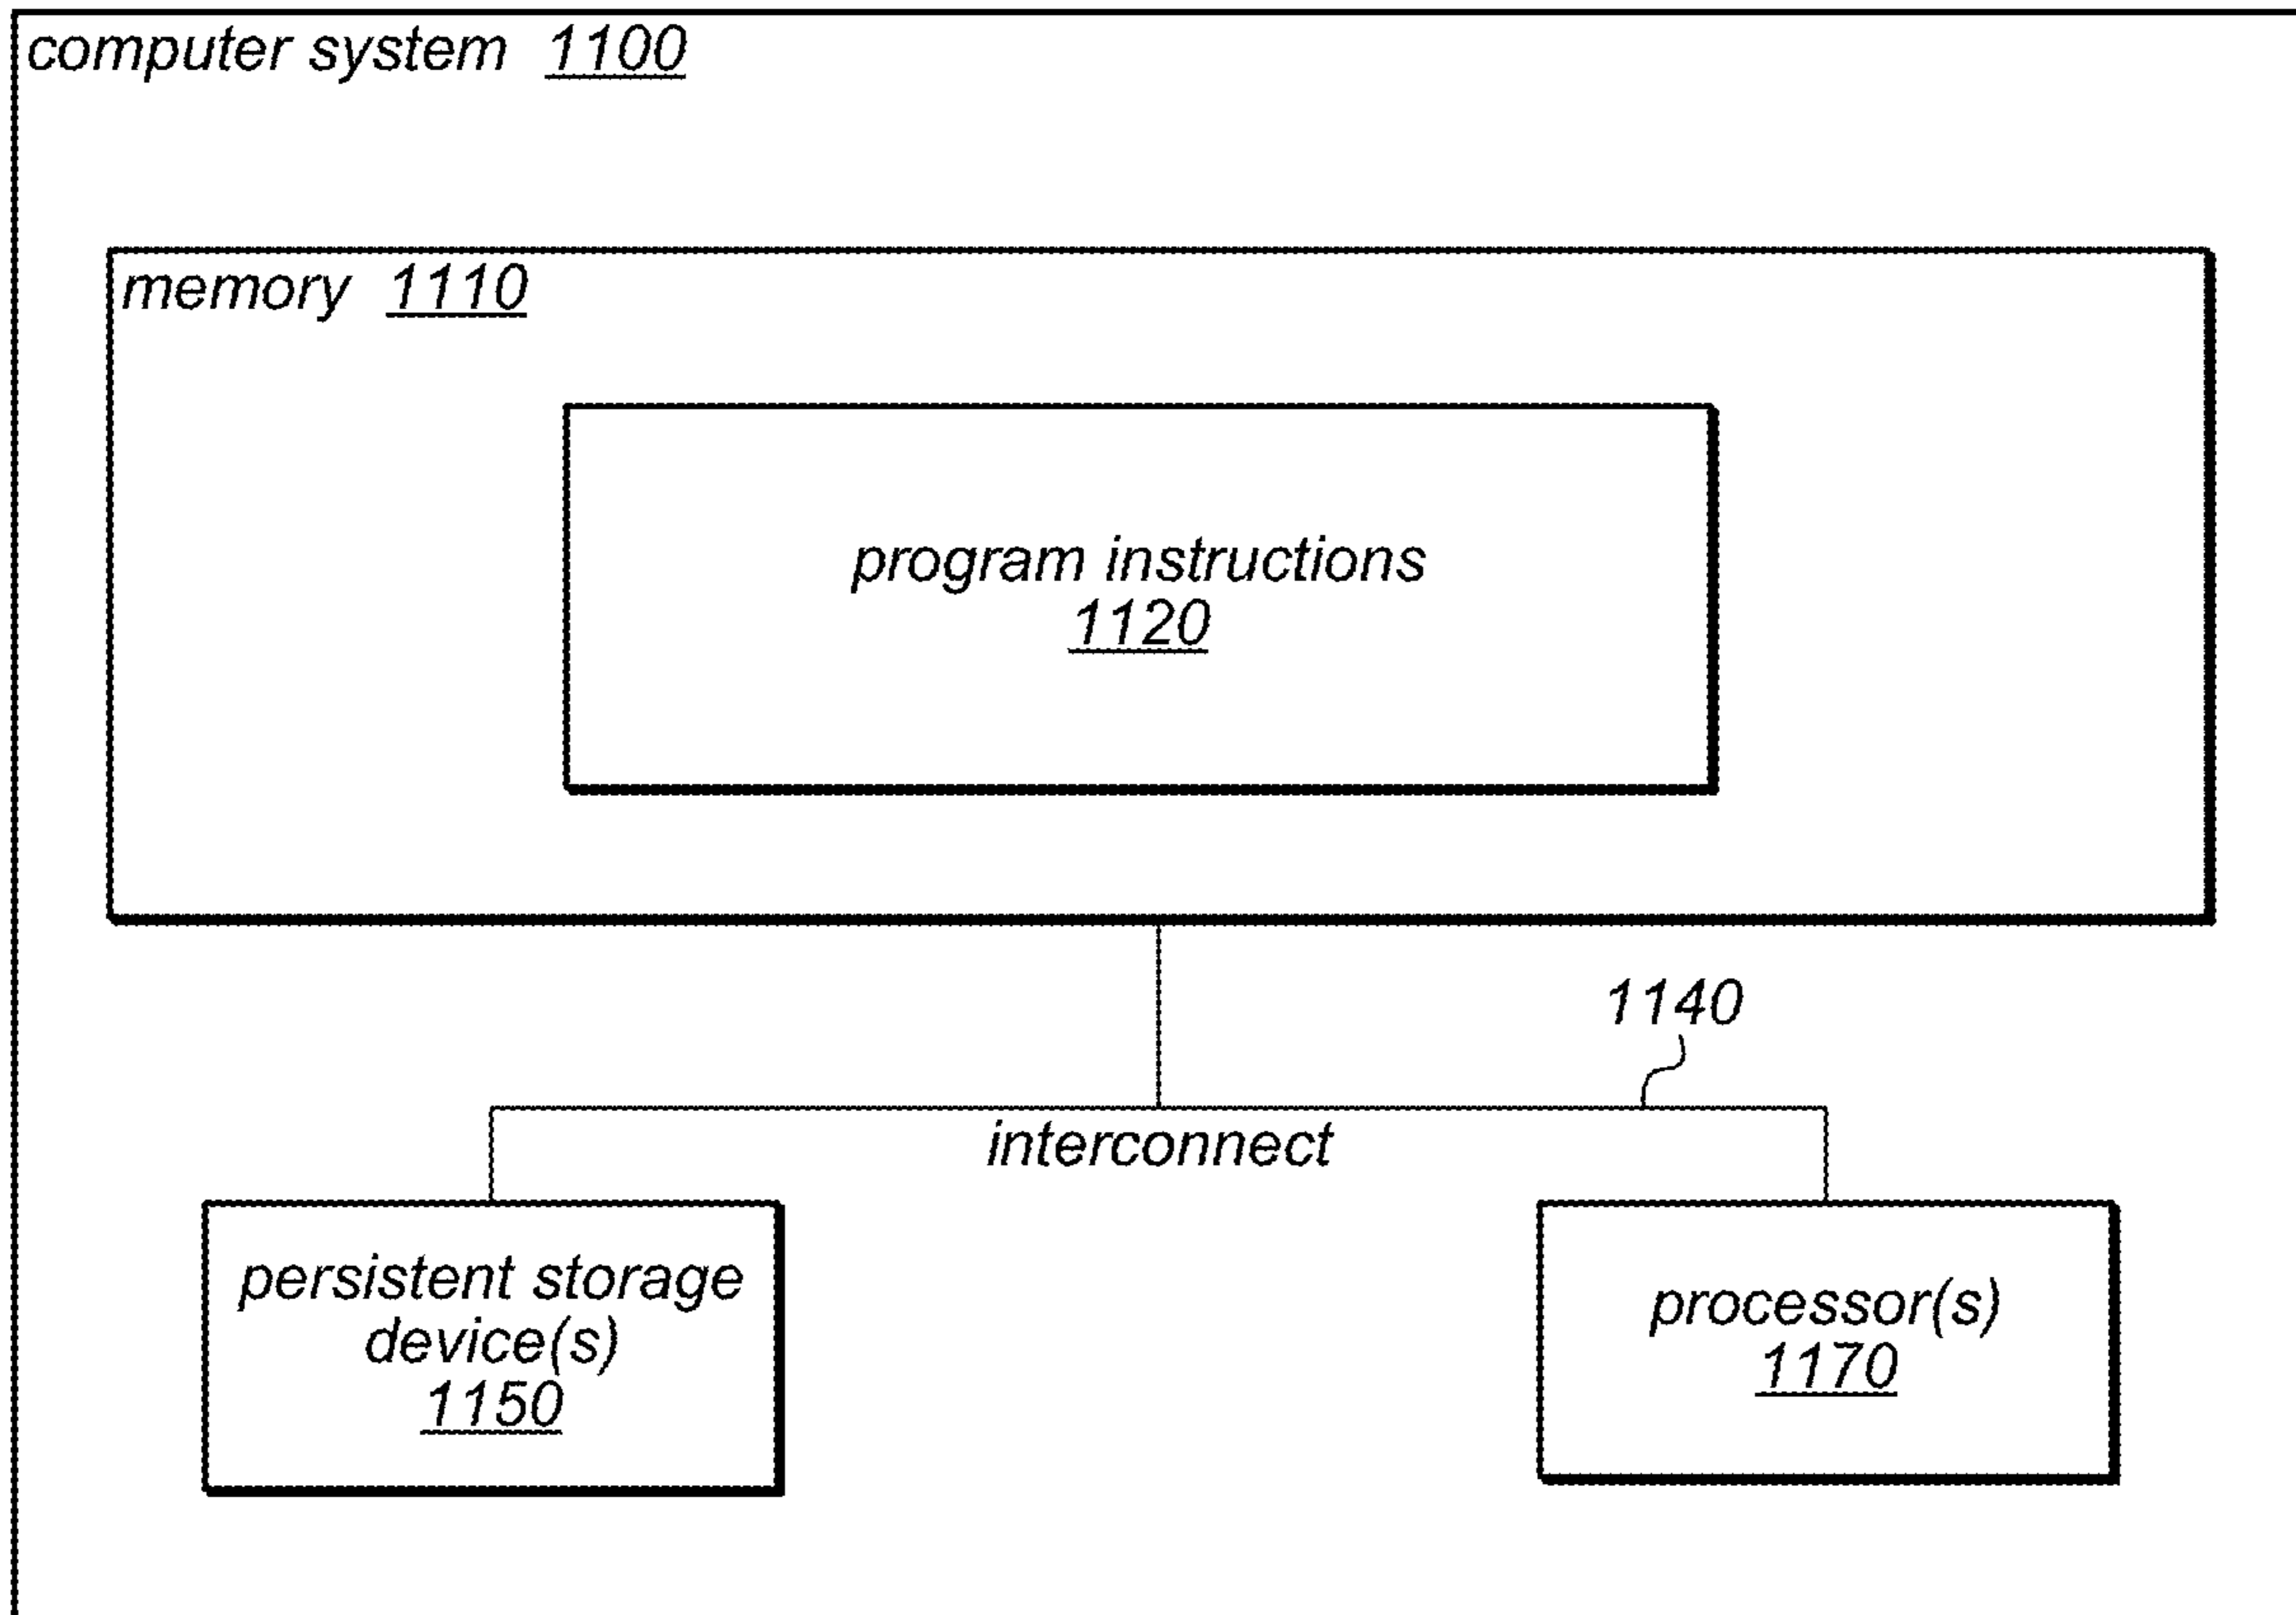 computer system 1100
memory 1110
program instructions
1120
1140
interconnect
persistent storage
device(s)
1150
processor(s)
1170